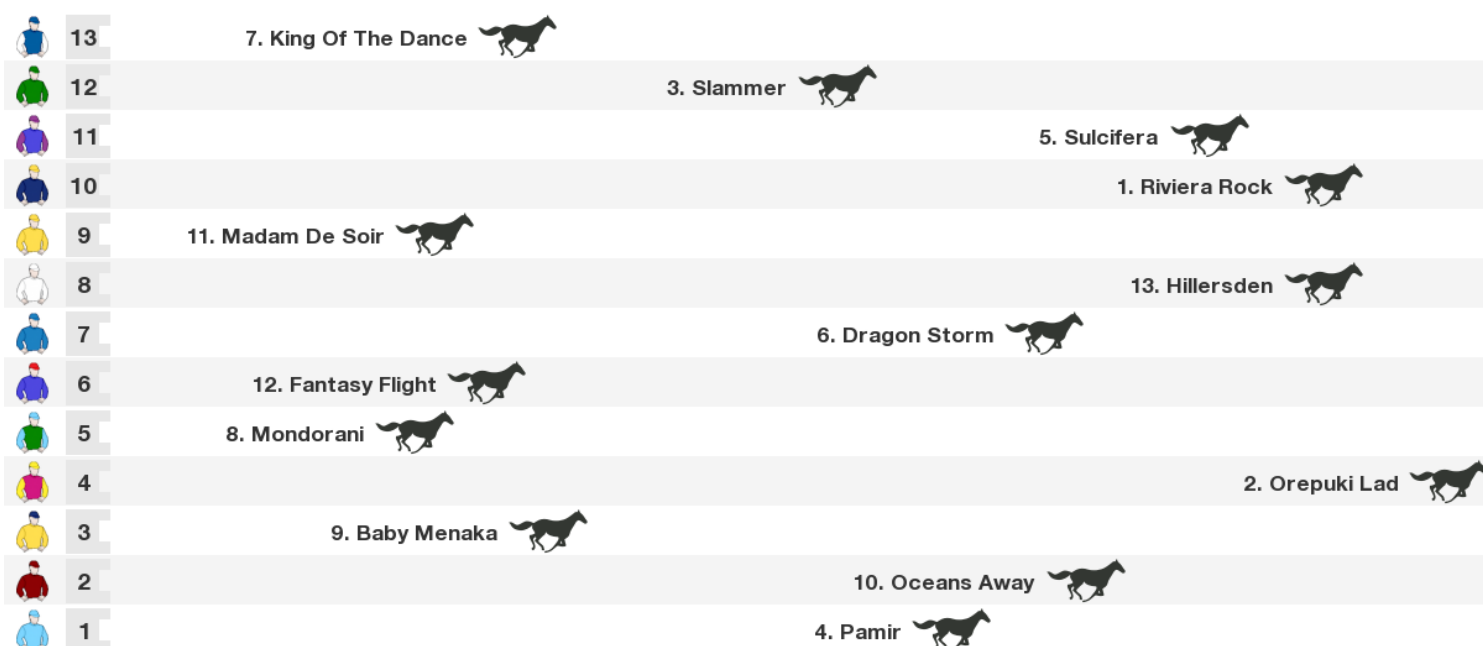 13 7. King Of The Dance
12 3. Slammer
11 5. Sulcifera
10 1. Riviera Rock
9 11. Madam De Soir
8 13. Hillersden
7 6. Dragon Storm
6 12. Fantasy Flight
5 8. Mondorani
4 2. Orepuki Lad
3 9. Baby Menaka
2 10. Oceans Away
1 4. Pamir